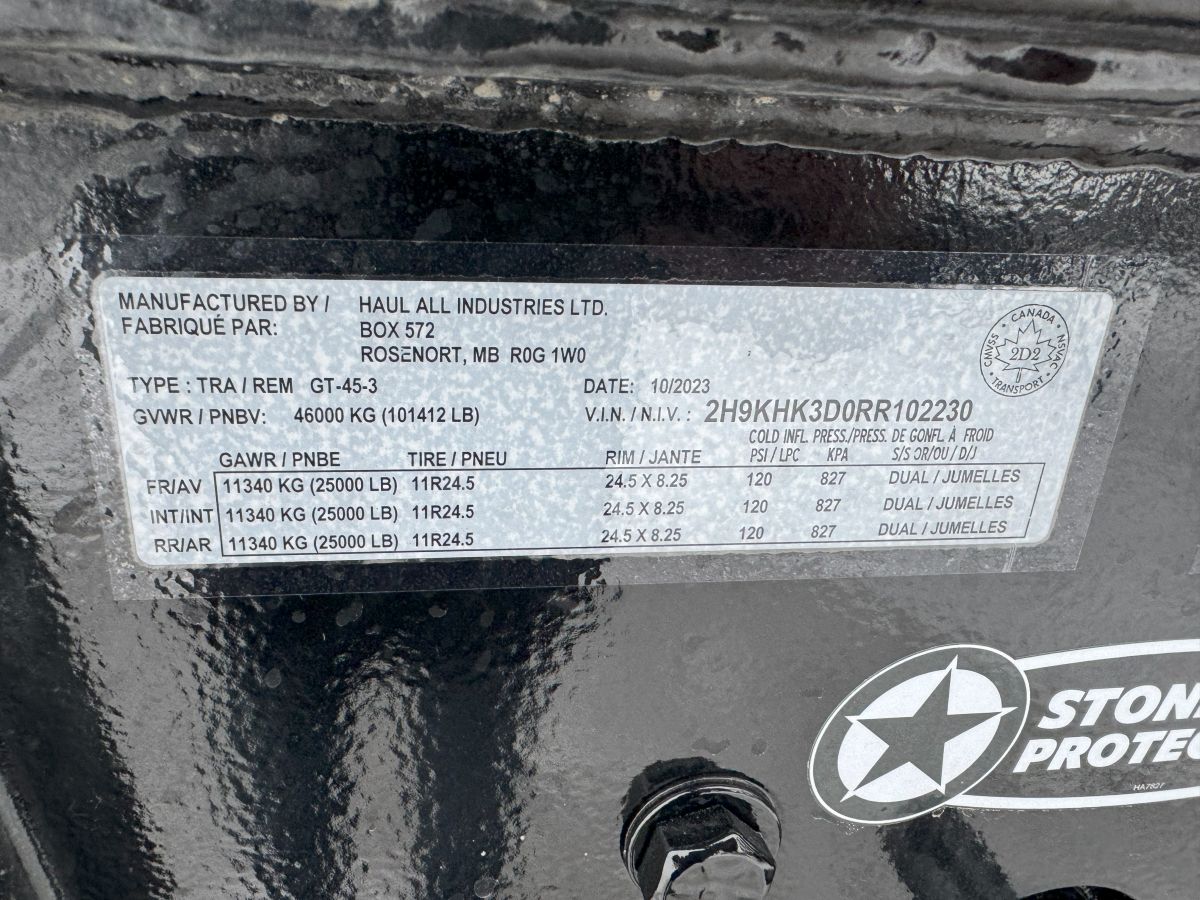 MANUFACTURED BY / HAUL ALL INDUSTRIES LTD.
FABRIQUÉ PAR: BOX 572
ROSENORT, MB R0G 1W0
CANADA
CMVSS
NSVAC
2D2
TRANSPORT
TYPE : TRA / REM GT-45-3 DATE: 10/2023
GVWR / PNBV: 46000 KG (101412 LB) V.I.N. / N.I.V. : 2H9KHK3D0RR102230
COLD INFL. PRESS./PRESS. DE GONFL. À FROID
GAWR / PNBE TIRE / PNEU RIM / JANTE PSI / LPC KPA S/S OR/OU / D/J
FR/AV 11340 KG (25000 LB) 11R24.5 24.5 X 8.25 120 827 DUAL / JUMELLES
INT/INT 11340 KG (25000 LB) 11R24.5 24.5 X 8.25 120 827 DUAL / JUMELLES
RR/AR 11340 KG (25000 LB) 11R24.5 24.5 X 8.25 120 827 DUAL / JUMELLES
STON
PROTEC
HA7827